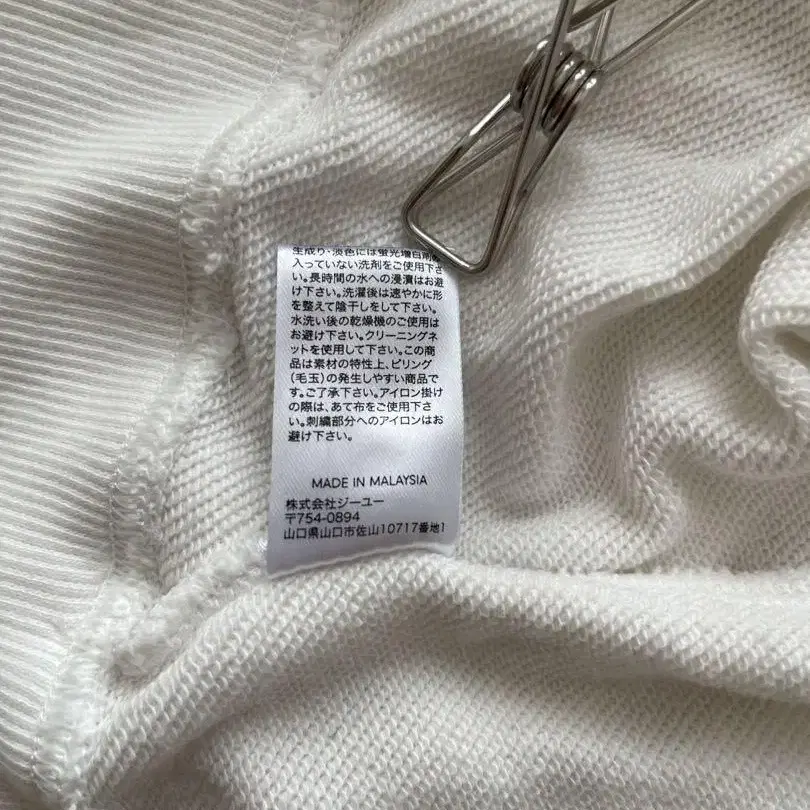 生成り・淡色には蛍光増白剤の
入っていない洗剤をご使用下さ
い。長時間の水への浸漬はお避
け下さい。洗濯後は速やかに形
を整えて陰干しをして下さい。
水洗い後の乾燥機のご使用は
お避け下さい。クリーニングネ
ットを使用して下さい。この商
品は素材の特性上、ピリング
(毛玉)の発生しやすい商品で
す。ご了承下さい。アイロン掛け
の際は、あて布をご使用下さ
い。刺繍部分へのアイロンはお
避け下さい。
MADE IN MALAYSIA
株式会社ジーユー
〒754-0894
山口県山口市佐山10717番地1